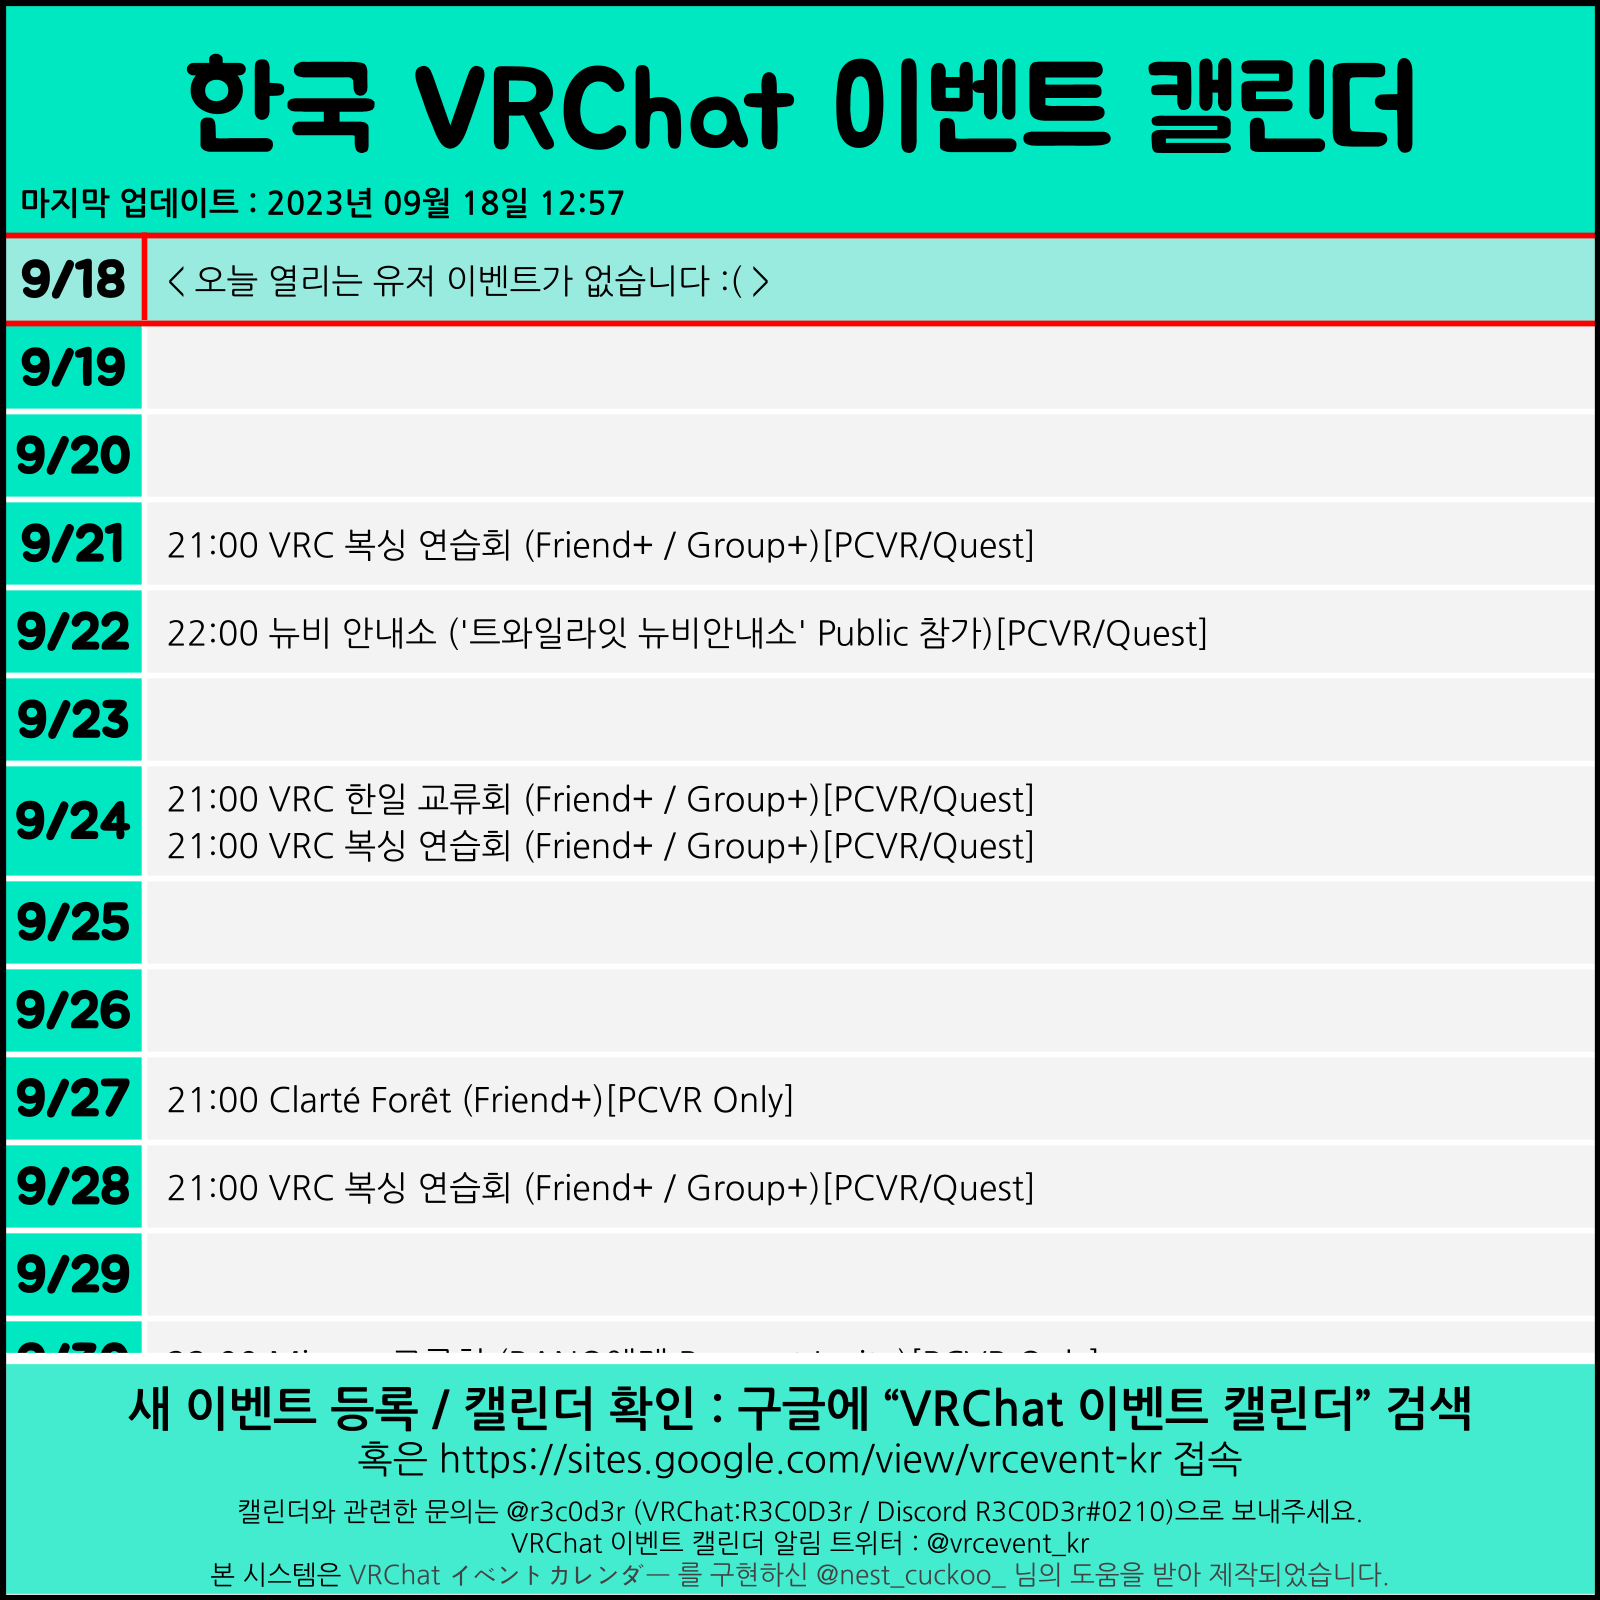 한국 VRChat 이벤트 캘린더
마지막 업데이트 : 2023년 09월 18일 12:57
9/18 < 오늘 열리는 유저 이벤트가 없습니다 :( >
9/19
9/20
9/21 21:00 VRC 복싱 연습회 (Friend+ / Group+)[PCVR/Quest]
9/22 22:00 뉴비 안내소 ('트와일라잇 뉴비안내소' Public 참가)[PCVR/Quest]
9/23
9/24 21:00 VRC 한일 교류회 (Friend+ / Group+)[PCVR/Quest]
21:00 VRC 복싱 연습회 (Friend+ / Group+)[PCVR/Quest]
9/25
9/26
9/27 21:00 Clarté Forêt (Friend+)[PCVR Only]
9/28 21:00 VRC 복싱 연습회 (Friend+ / Group+)[PCVR/Quest]
9/29
9/30
새 이벤트 등록 / 캘린더 확인 : 구글에 “VRChat 이벤트 캘린더” 검색
혹은 https://sites.google.com/view/vrcevent-kr 접속
캘린더와 관련한 문의는 @r3c0d3r (VRChat:R3C0D3r / Discord R3C0D3r#0210)으로 보내주세요.
VRChat 이벤트 캘린더 알림 트위터 : @vrcevent_kr
본 시스템은 VRChat イベントカレンダー 를 구현하신 @nest_cuckoo_ 님의 도움을 받아 제작되었습니다.